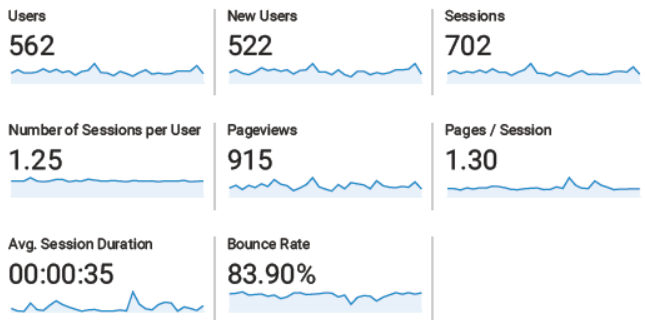 Users
562
New Users
522
Sessions
702
Number of Sessions per User
1.25
Pageviews
915
Pages / Session
1.30
Avg. Session Duration
00:00:35
Bounce Rate
83.90%